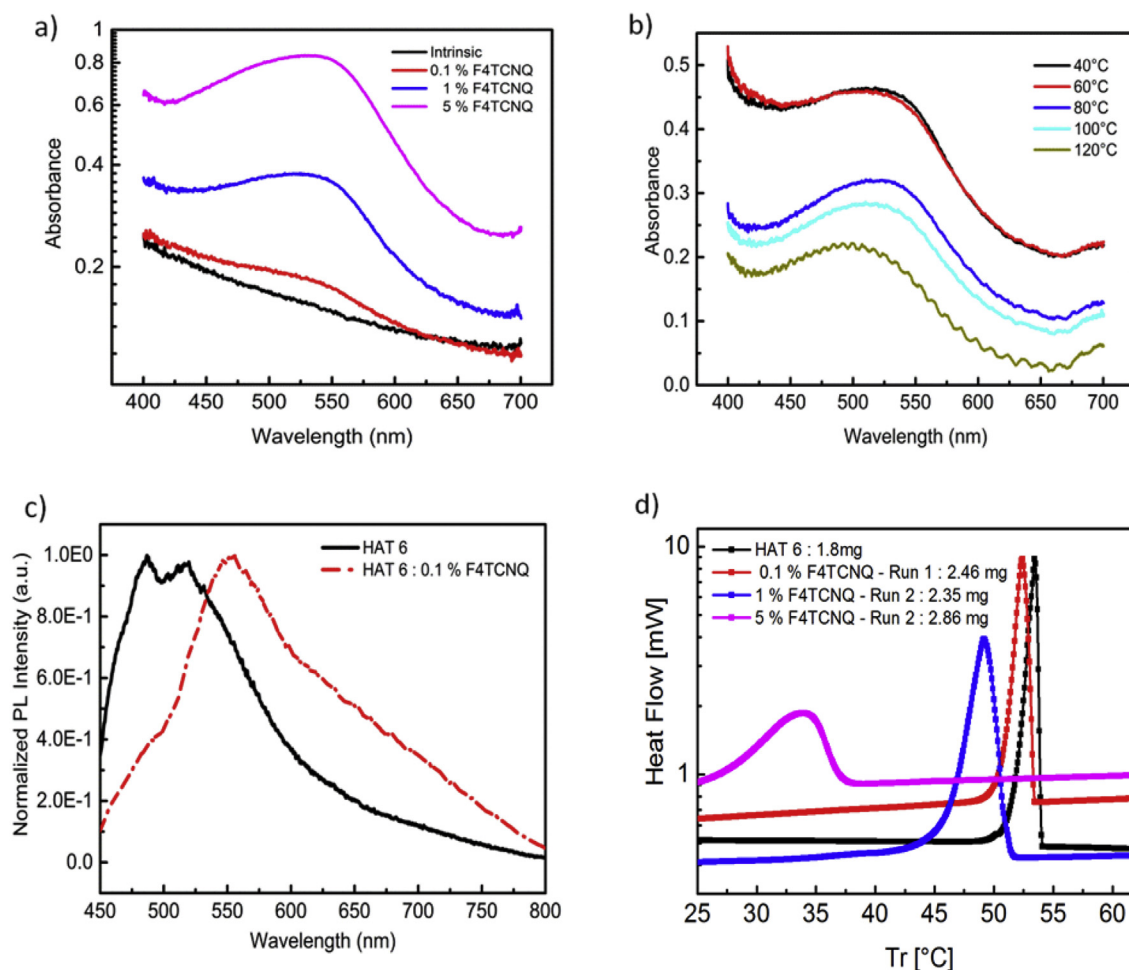 a)
Absorbance
1
0.8
0.6
0.4
0.2
Intrinsic
0.1 % F4TCNQ
1 % F4TCNQ
5 % F4TCNQ
400 450 500 550 600 650 700
Wavelength (nm)
b)
Absorbance
0.5
0.4
0.3
0.2
0.1
0.0
40°C
60°C
80°C
100°C
120°C
400 450 500 550 600 650 700
Wavelength (nm)
c)
Normalized PL Intensity (a.u.)
1.0E0
8.0E-1
6.0E-1
4.0E-1
2.0E-1
0.0
HAT 6
HAT 6 : 0.1 % F4TCNQ
450 500 550 600 650 700 750 800
Wavelength (nm)
d)
Heat Flow [mW]
10
1
HAT 6 : 1.8mg
0.1 % F4TCNQ - Run 1 : 2.46 mg
1 % F4TCNQ - Run 2 : 2.35 mg
5 % F4TCNQ - Run 2 : 2.86 mg
25 30 35 40 45 50 55 60
Tr [°C]